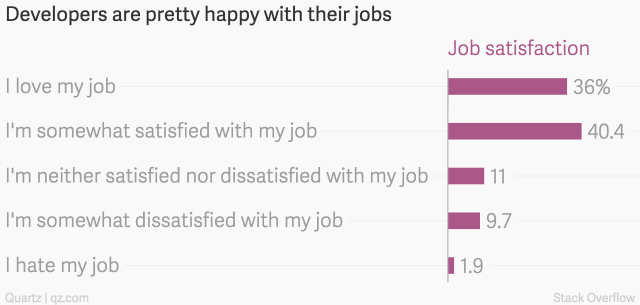 Developers are pretty happy with their jobs
Job satisfaction
I love my job 36%
I'm somewhat satisfied with my job 40.4
I'm neither satisfied nor dissatisfied with my job 11
I'm somewhat dissatisfied with my job 9.7
I hate my job 1.9
Quartz | qz.com Stack Overflow